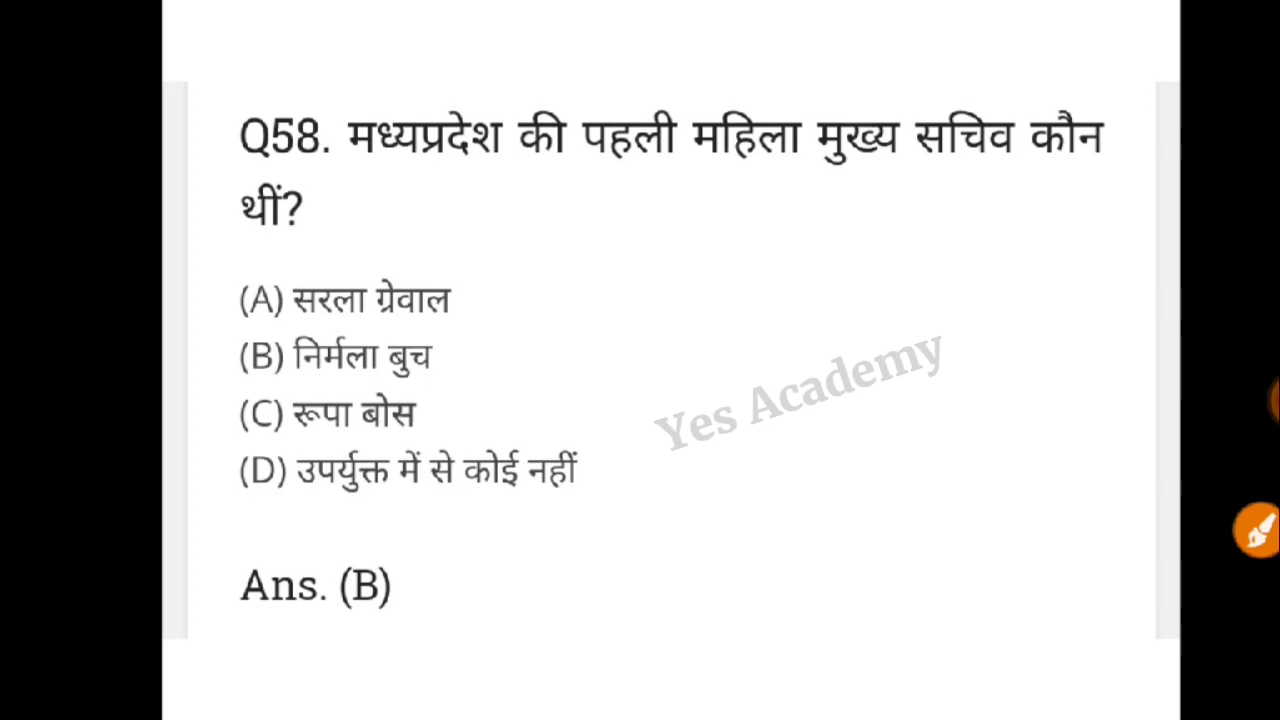 Q58. मध्यप्रदेश की पहली महिला मुख्य सचिव कौन
थीं?
(A) सरला ग्रेवाल
(B) निर्मला बुच
(C) रूपा बोस
(D) उपर्युक्त में से कोई नहीं
Yes Academy
Ans. (B)